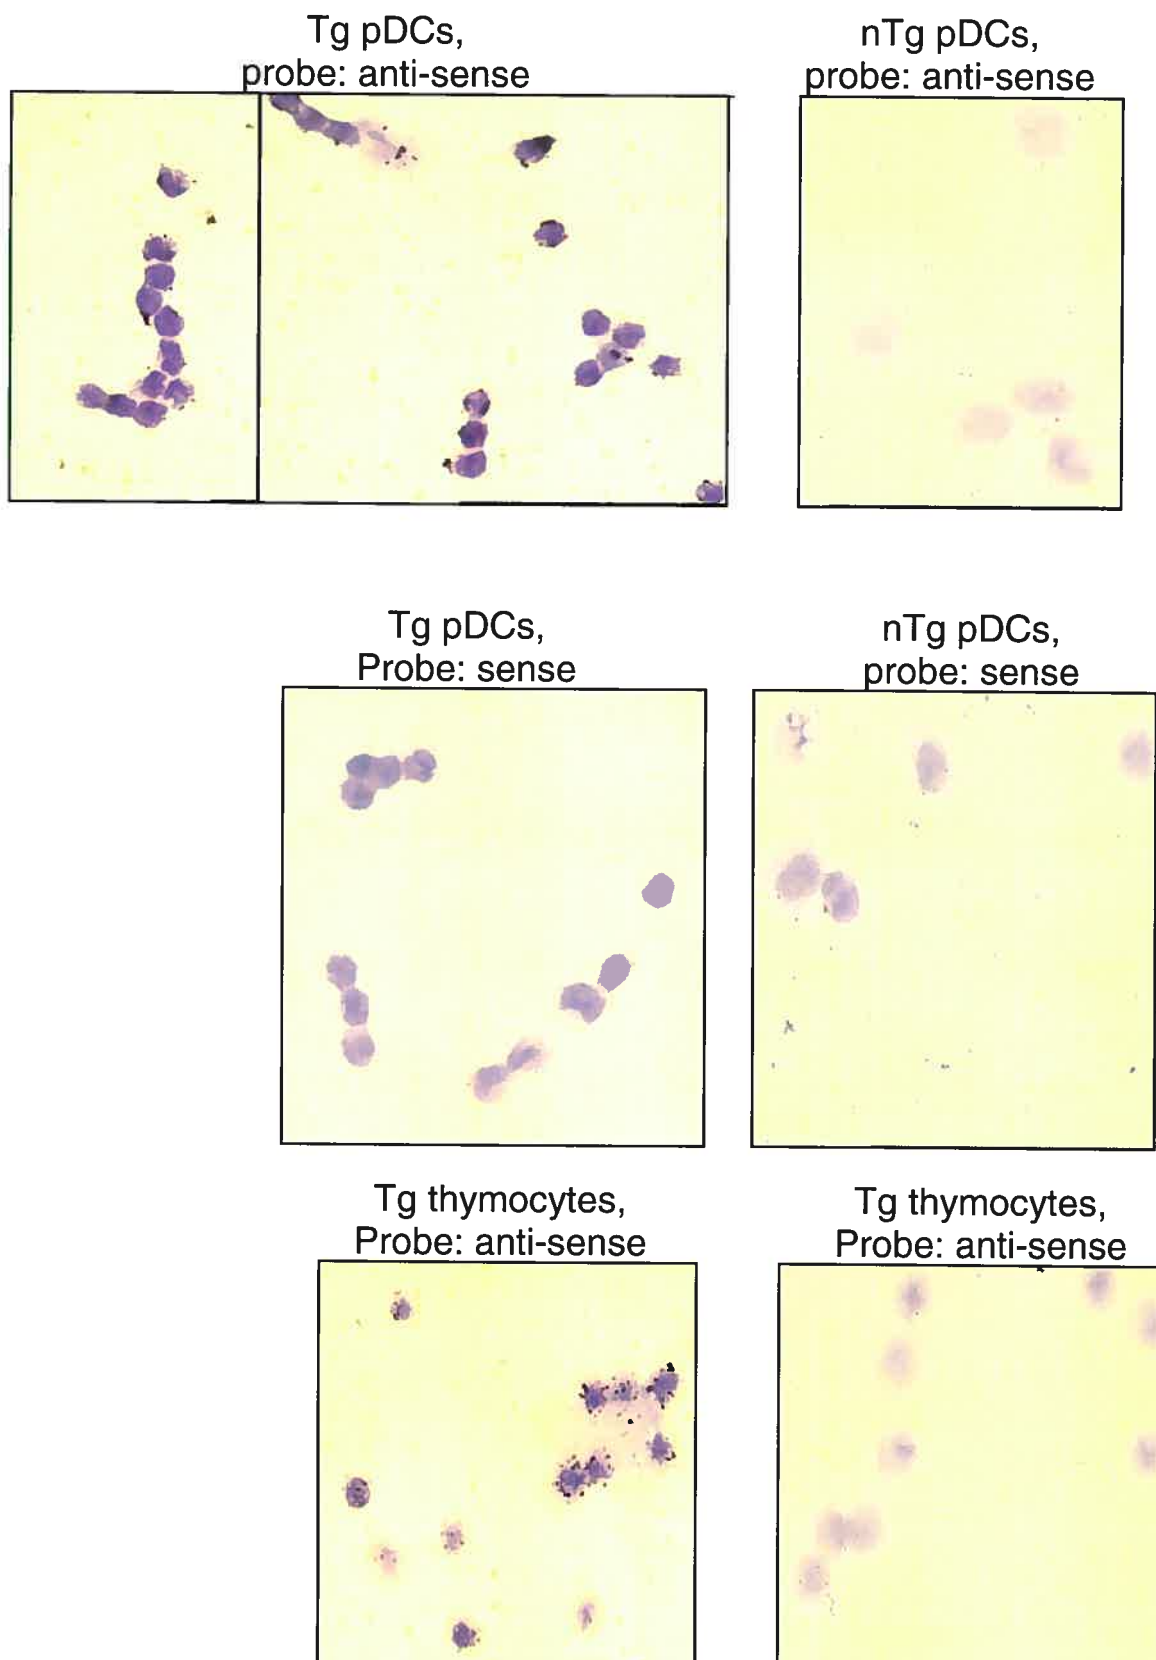 Tg pDCs,
probe: anti-sense
nTg pDCs,
probe: anti-sense
Tg pDCs,
Probe: sense
nTg pDCs,
probe: sense
Tg thymocytes,
Probe: anti-sense
Tg thymocytes,
Probe: anti-sense